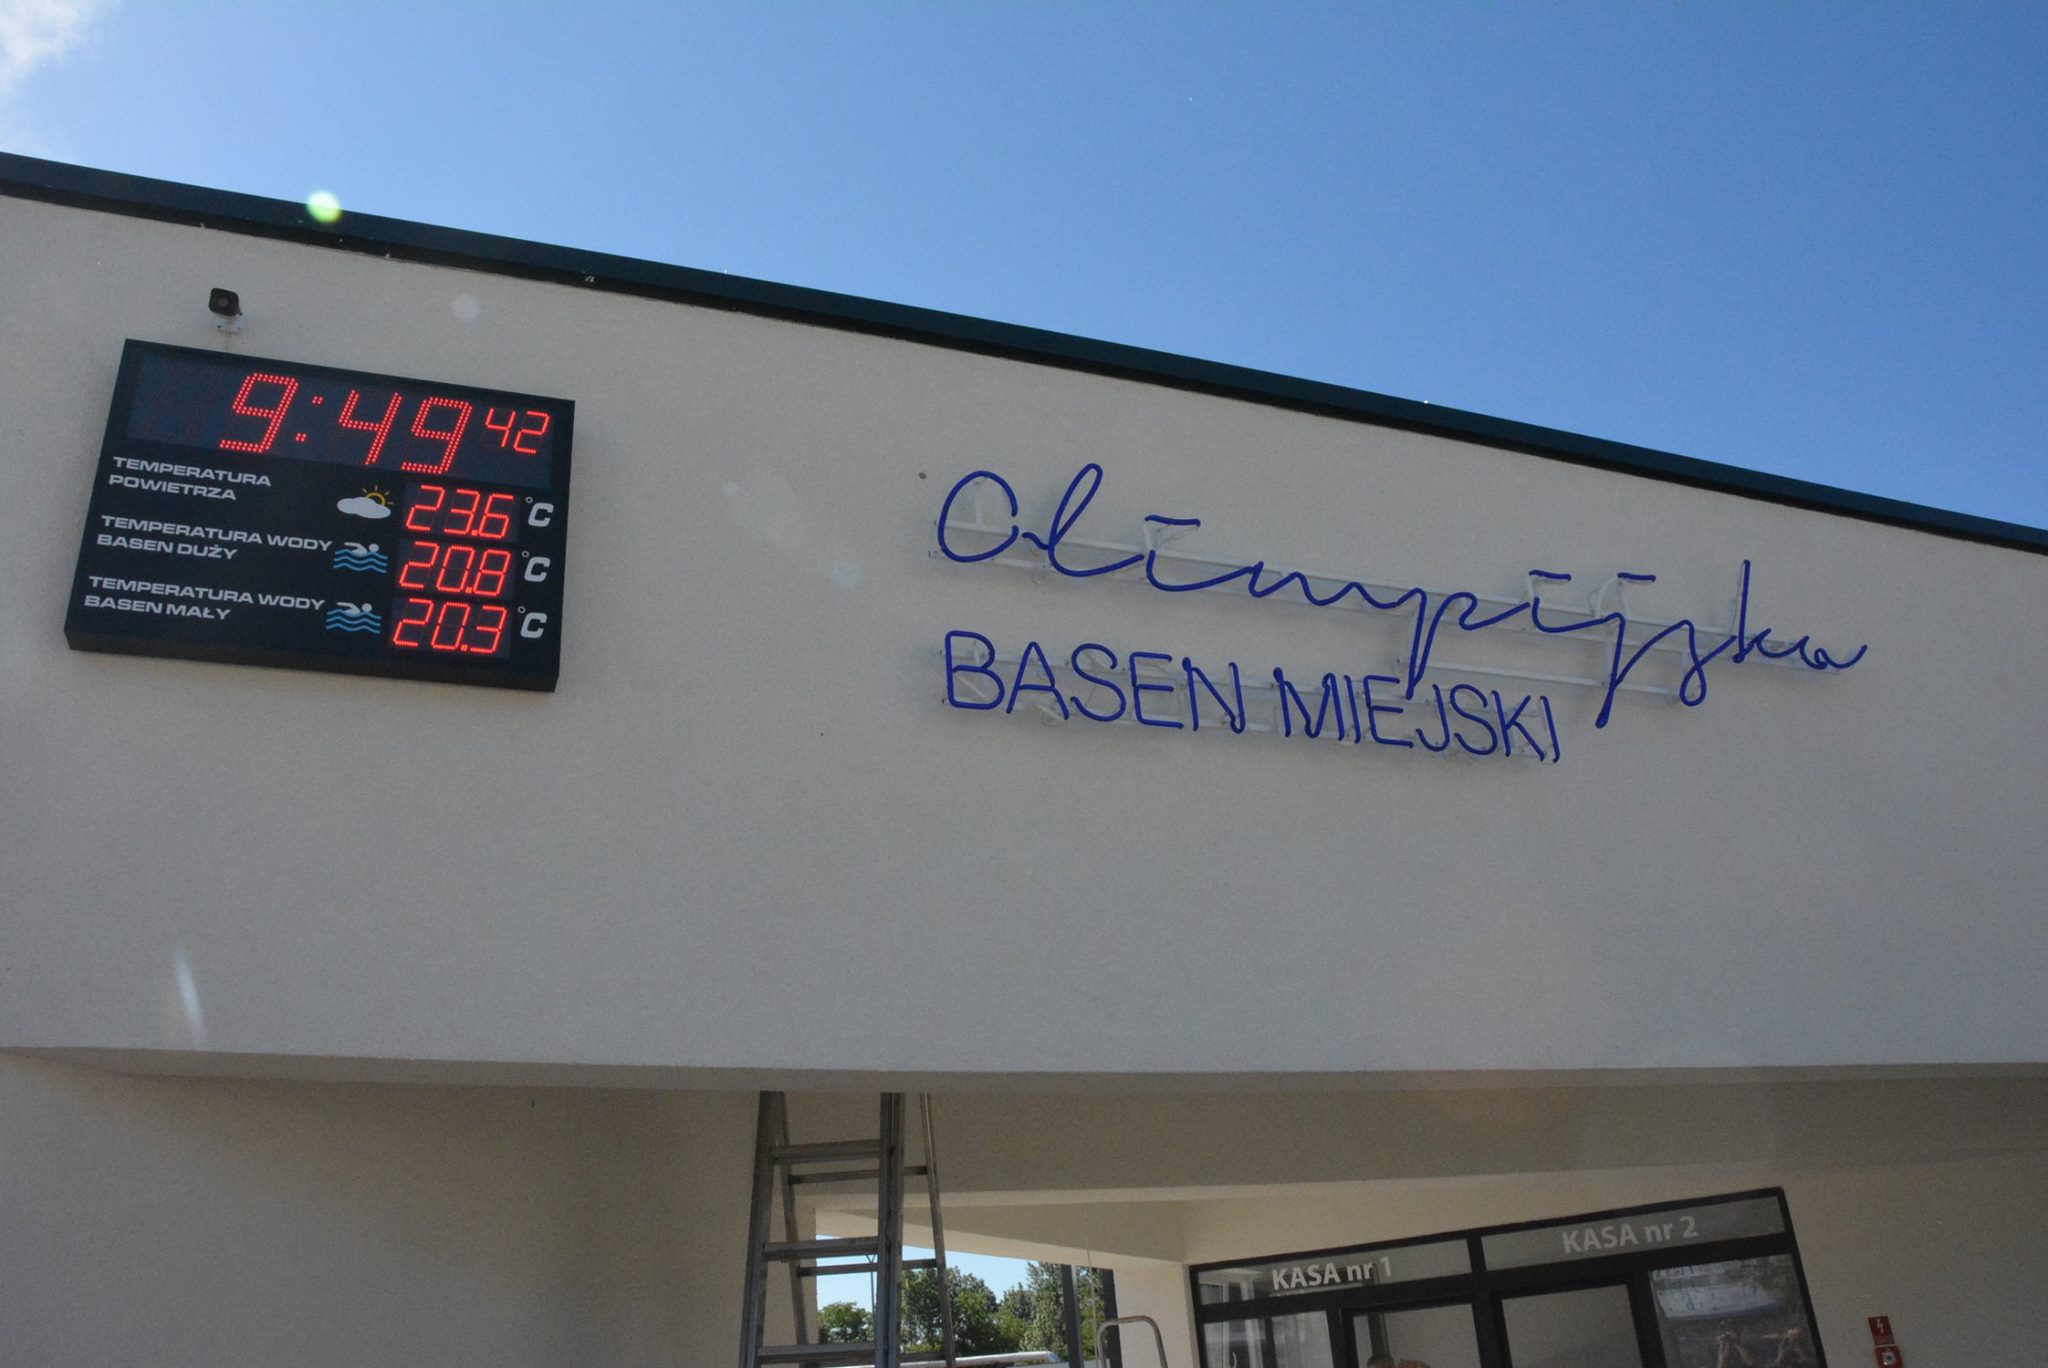 9:49 42
TEMPERATURA
POWIETRZA
23.6 °C
TEMPERATURA WODY
BASEN DUŻY
20.8 °C
TEMPERATURA WODY
BASEN MAŁY
20.3 °C
Olimpijska
BASEN MIEJSKI
KASA nr 1
KASA nr 2